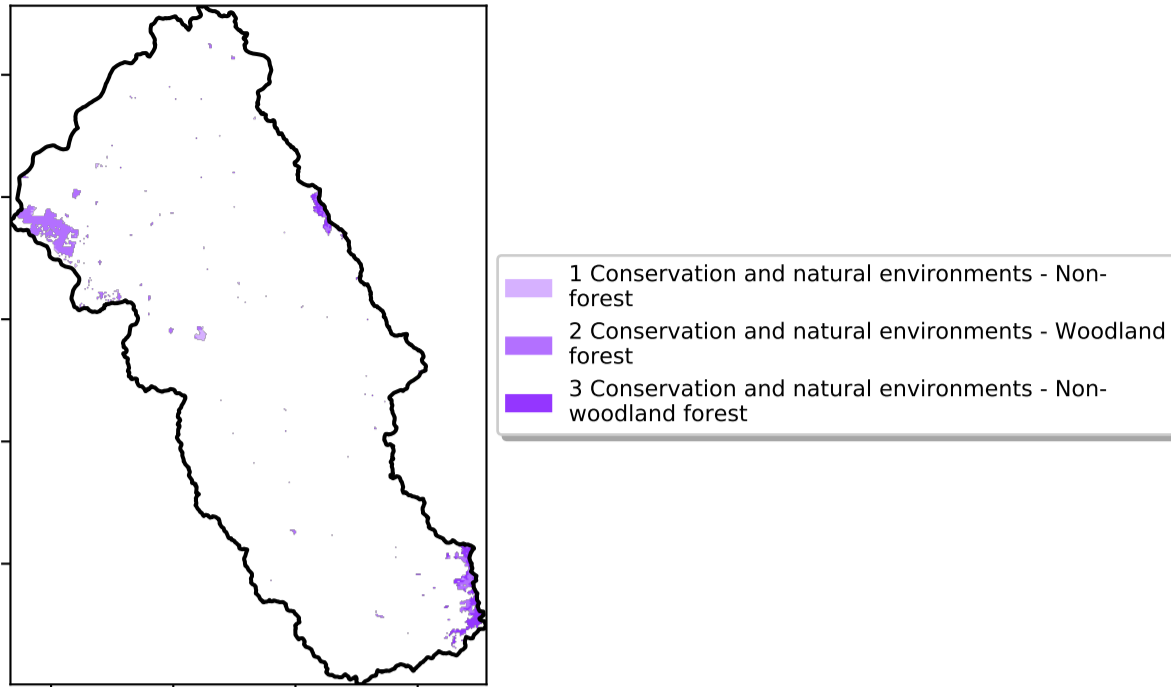 1 Conservation and natural environments - Non-
forest
2 Conservation and natural environments - Woodland
forest
3 Conservation and natural environments - Non-
woodland forest